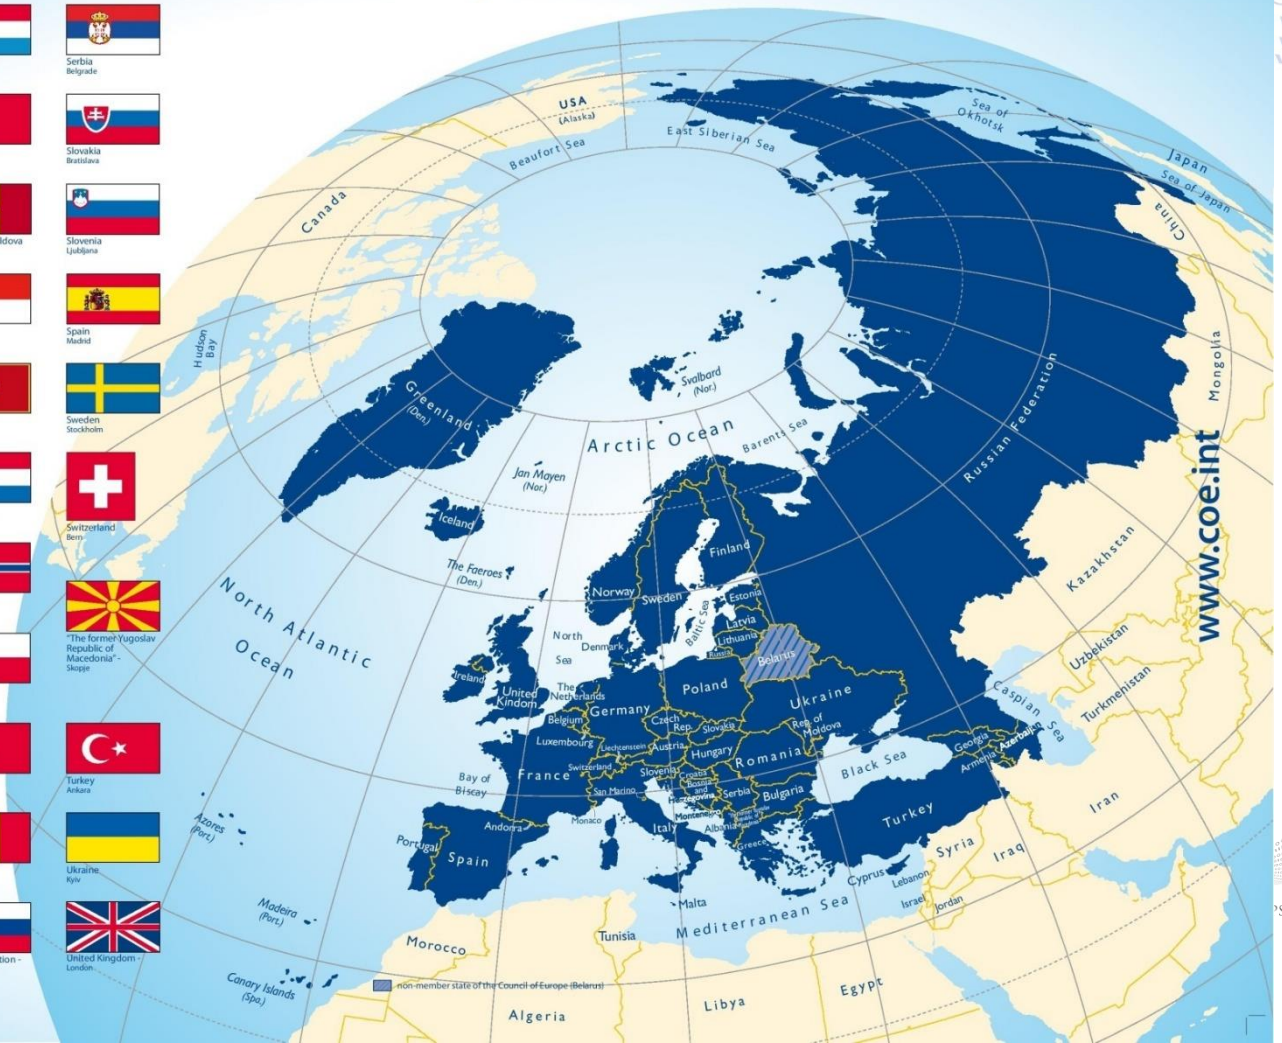 Serbia
Belgrade
Slovakia
Bratislava
ldova
Slovenia
Ljubljana
Spain
Madrid
Sweden
Stockholm
Switzerland
Bern
"The former Yugoslav
Republic of
Macedonia" -
Skopje
Turkey
Ankara
Ukraine
Kyiv
tion -
United Kingdom -
London
USA
(Alaska)
Beaufort Sea
East Siberian Sea
Sea of
Okhotsk
Japan
Sea of Japan
Canada
China
Hudson
Bay
Mongolia
Greenland
(Den.)
Svalbard
(Nor.)
Russian Federation
Arctic Ocean
Barents Sea
Jan Mayen
(Nor.)
Iceland
www.coe.int
Kazakhstan
The Faeroes
(Den.)
Finland
Norway
Sweden
Estonia
Baltic Sea
Latvia
Lithuania
Russia
North Atlantic
Ocean
North
Sea
Denmark
Belarus
Uzbekistan
Turkmenistan
Caspian Sea
Ireland
United
Kingdom
The
Netherlands
Poland
Ukraine
Germany
Belgium
Czech
Rep.
Slovakia
Rep. of
Moldova
Luxembourg
Liechtenstein
Austria
Hungary
Romania
Georgia
Azerbaijan
Armenia
Black Sea
France
Switzerland
Slovenia
Croatia
Bosnia
and
Herzegovina
Serbia
Bulgaria
Bay of
Biscay
San Marino
Monaco
Montenegro
Italy
Albania
Greece
Turkey
Iran
Azores
(Port.)
Andorra
Portugal
Spain
Syria
Iraq
Cyprus
Lebanon
Israel
Jordan
Malta
Mediterranean Sea
Madeira
(Port.)
Morocco
Tunisia
Canary Islands
(Spa.)
non-member state of the Council of Europe (Belarus)
Algeria
Libya
Egypt